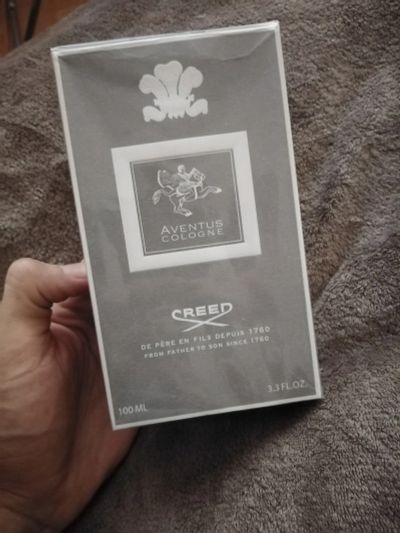 AVENTUS
COLOGNE
CREED
DE PÈRE EN FILS DEPUIS 1760
FROM FATHER TO SON SINCE 1760
100 ML
3.3 FL.OZ.